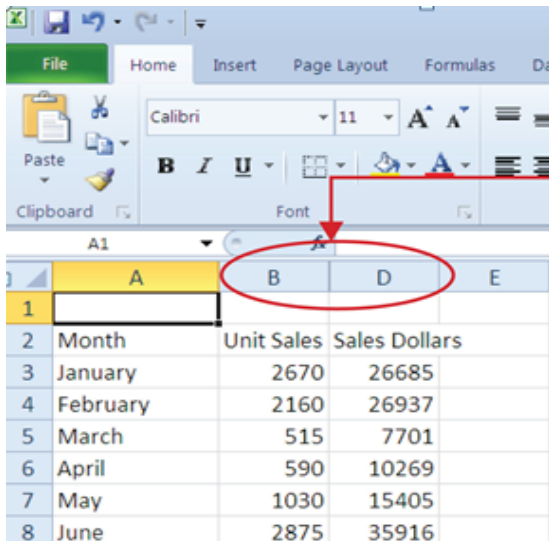 File Home Insert Page Layout Formulas Da
Calibri 11 A A
Paste B I U A
Clipboard Font
A1 fx
A B D E
1
2 Month Unit Sales Sales Dollars
3 January 2670 26685
4 February 2160 26937
5 March 515 7701
6 April 590 10269
7 May 1030 15405
8 June 2875 35916